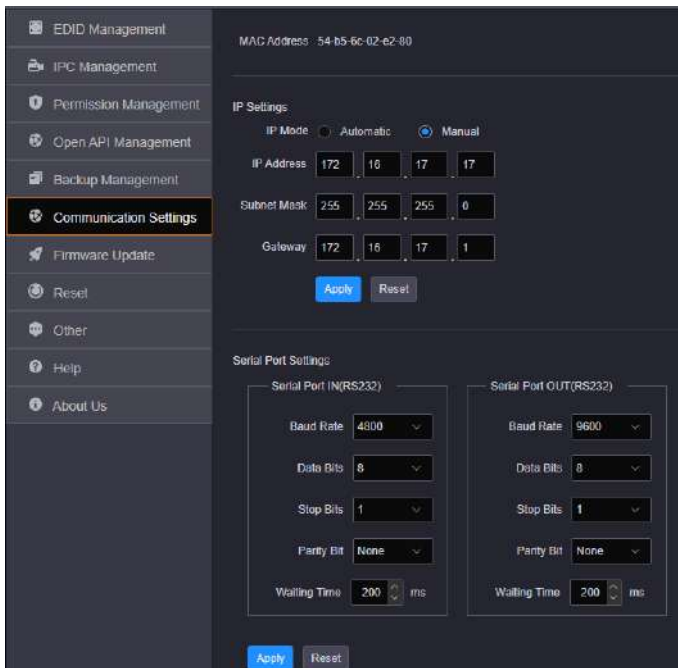 EDID Management
IPC Management
Permission Management
Open API Management
Backup Management
Communication Settings
Firmware Update
Reset
Other
Help
About Us
MAC Address 54-b5-6c-02-e2-80
IP Settings
IP Mode Automatic Manual
IP Address 172 . 16 . 17 . 17
Subnet Mask 255 . 255 . 255 . 0
Gateway 172 . 16 . 17 . 1
Apply Reset
Serial Port Settings
Serial Port IN(RS232)
Baud Rate 4800
Data Bits 8
Stop Bits 1
Parity Bit None
Waiting Time 200 ms
Serial Port OUT(RS232)
Baud Rate 9600
Data Bits 8
Stop Bits 1
Parity Bit None
Waiting Time 200 ms
Apply Reset